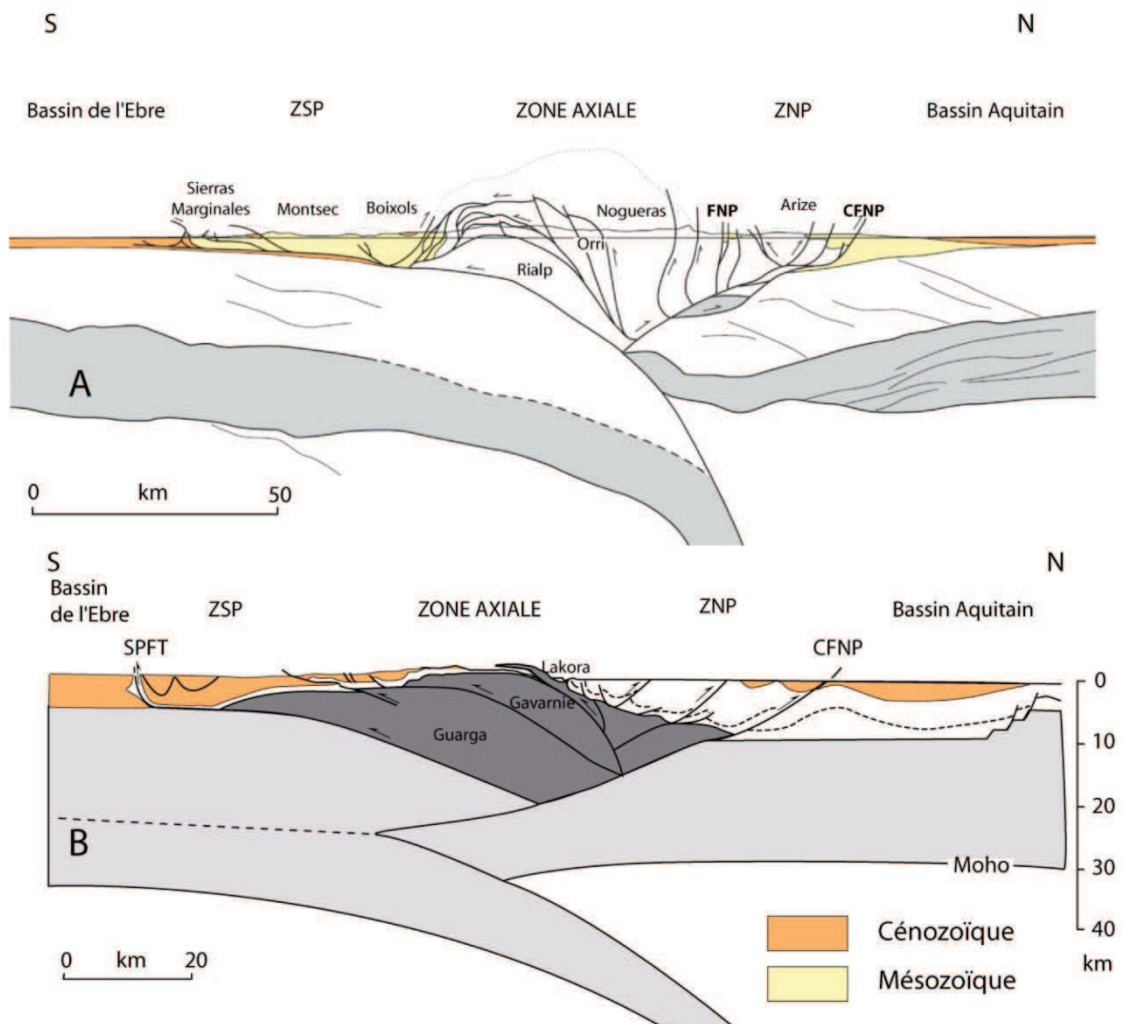 S
N
Bassin de l'Ebre
ZSP
ZONE AXIALE
ZNP
Bassin Aquitain
Sierras
Marginales
Montsec
Boixols
Nogueras
FNP
Arize
CFNP
Orri
Rialp
A
0 km 50
S
N
Bassin
de l'Ebre
ZSP
ZONE AXIALE
ZNP
Bassin Aquitain
SPFT
CFNP
Lakora
Gavarnie
Guarga
0
10
20
30
40
km
B
Moho
0 km 20
Cénozoïque
Mésozoïque